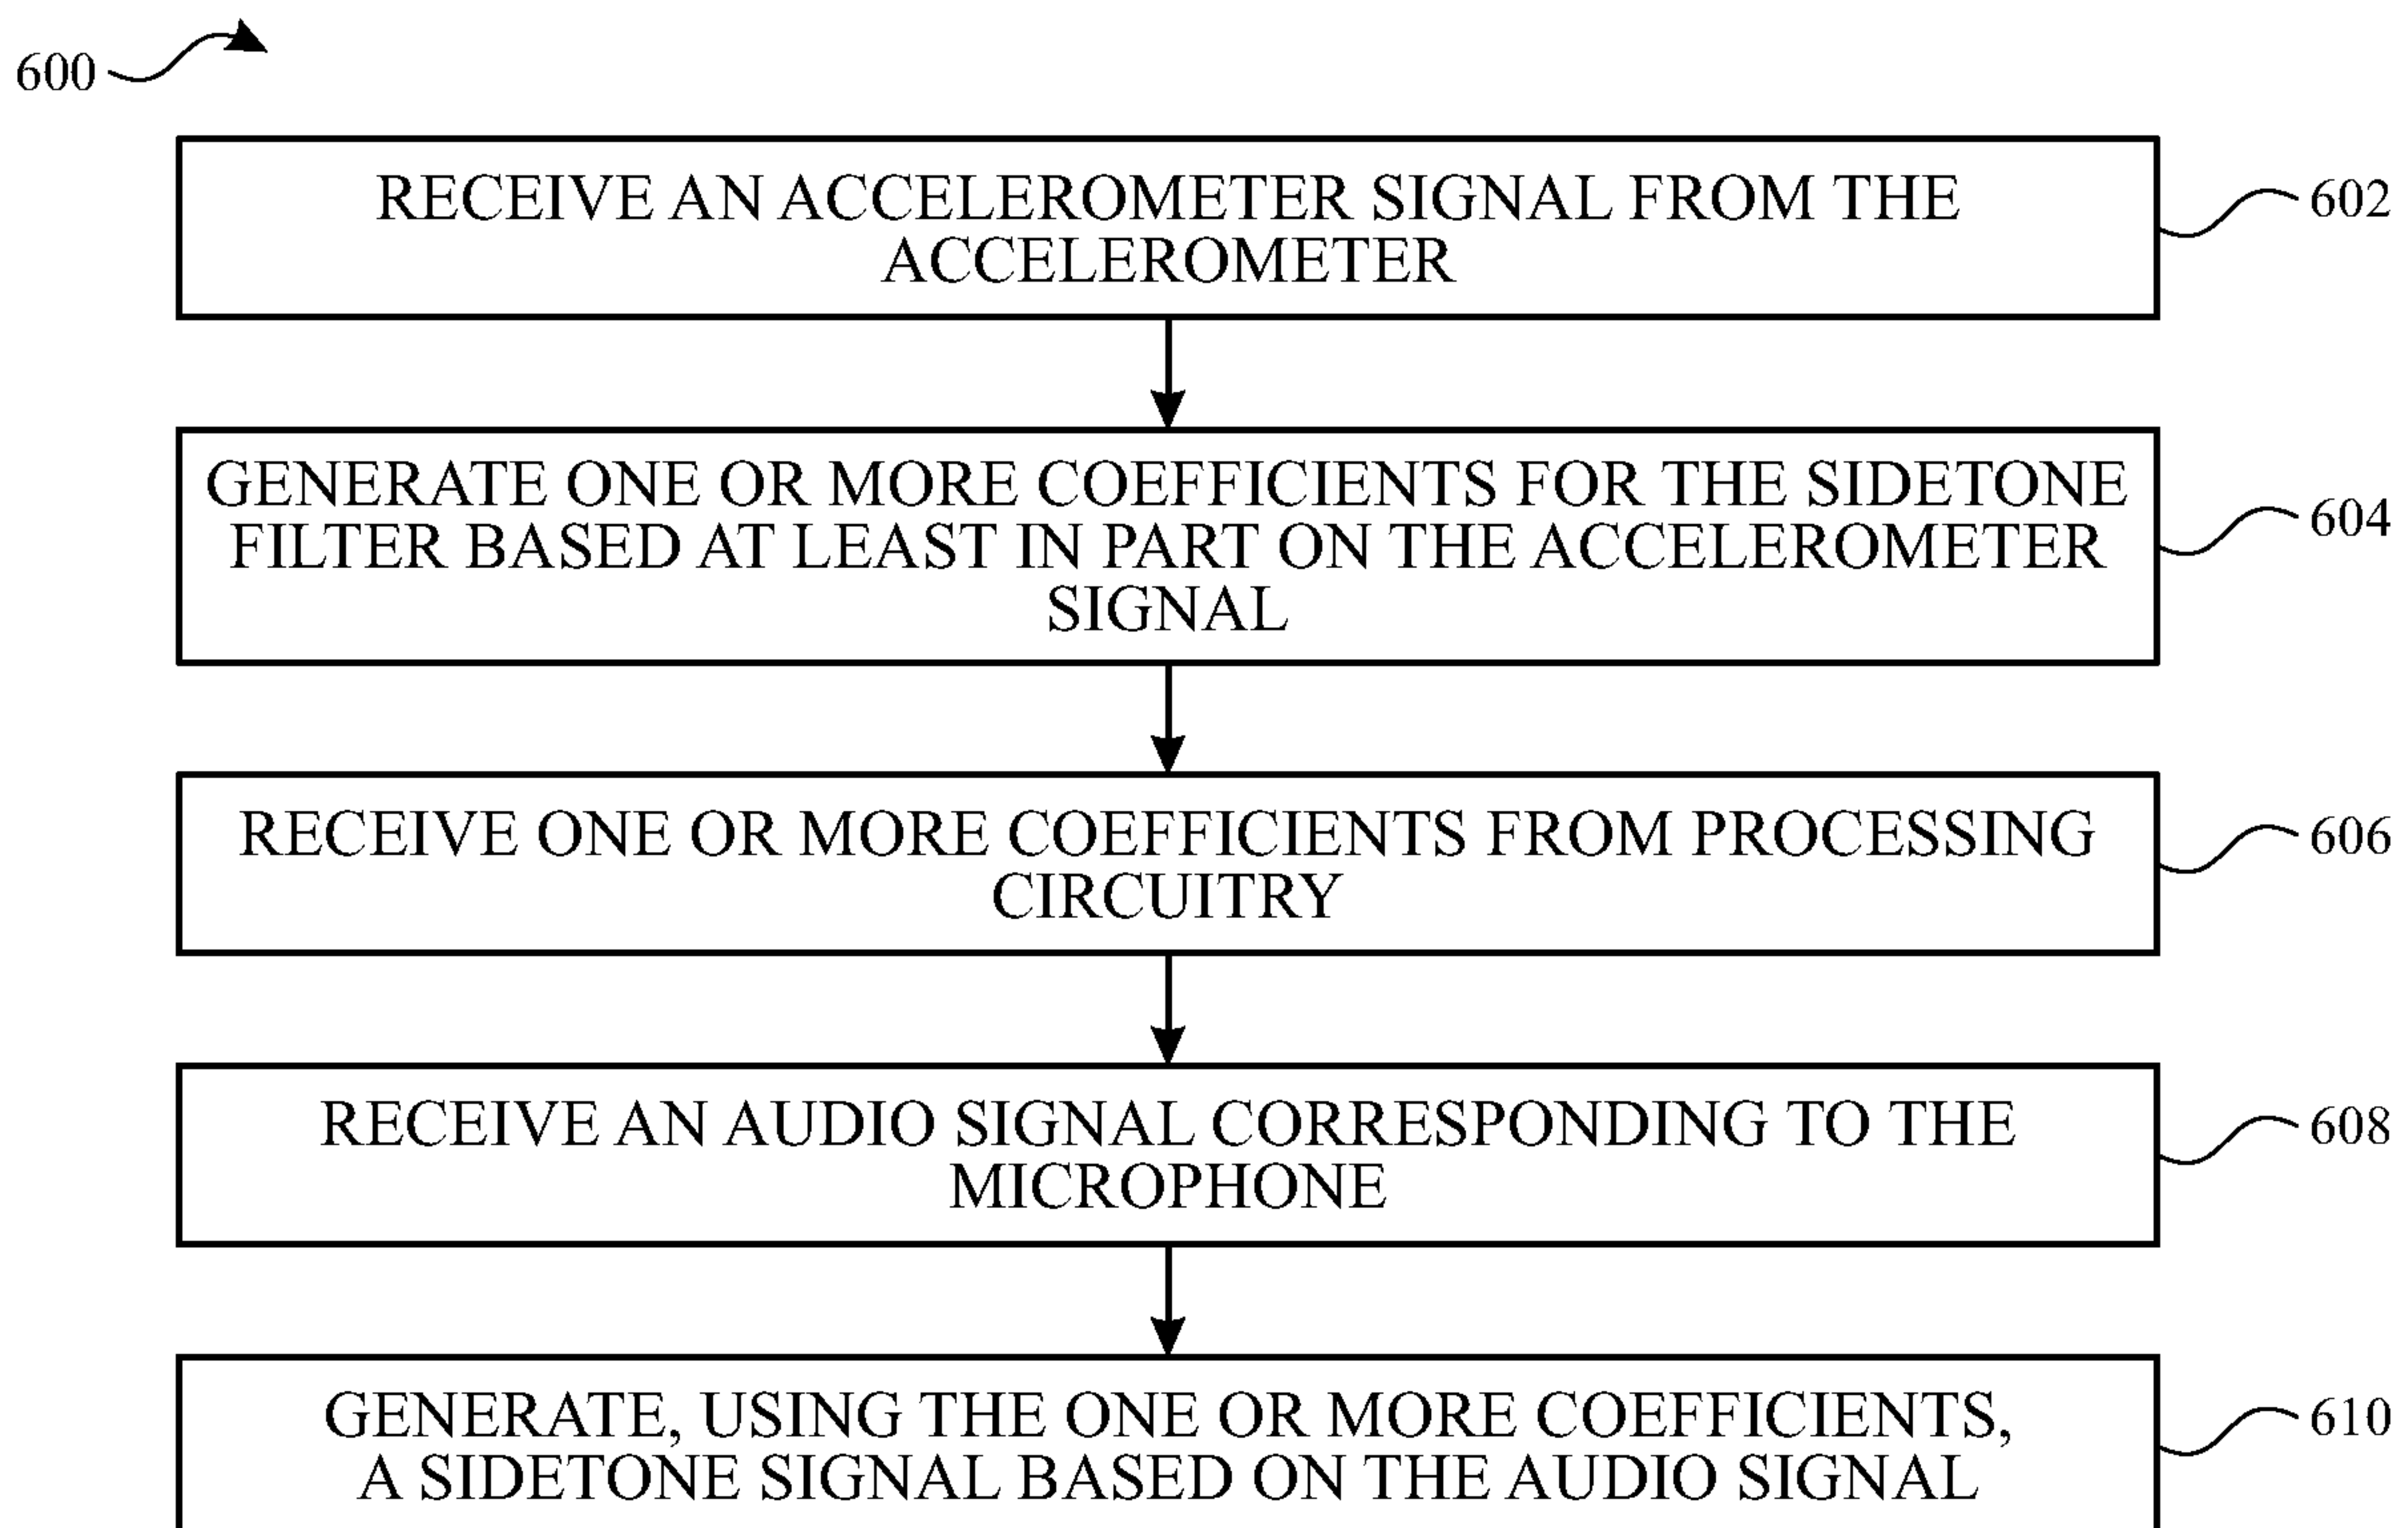 600
RECEIVE AN ACCELEROMETER SIGNAL FROM THE
ACCELEROMETER
602
GENERATE ONE OR MORE COEFFICIENTS FOR THE SIDETONE
FILTER BASED AT LEAST IN PART ON THE ACCELEROMETER
SIGNAL
604
RECEIVE ONE OR MORE COEFFICIENTS FROM PROCESSING
CIRCUITRY
606
RECEIVE AN AUDIO SIGNAL CORRESPONDING TO THE
MICROPHONE
608
GENERATE, USING THE ONE OR MORE COEFFICIENTS,
A SIDETONE SIGNAL BASED ON THE AUDIO SIGNAL
610